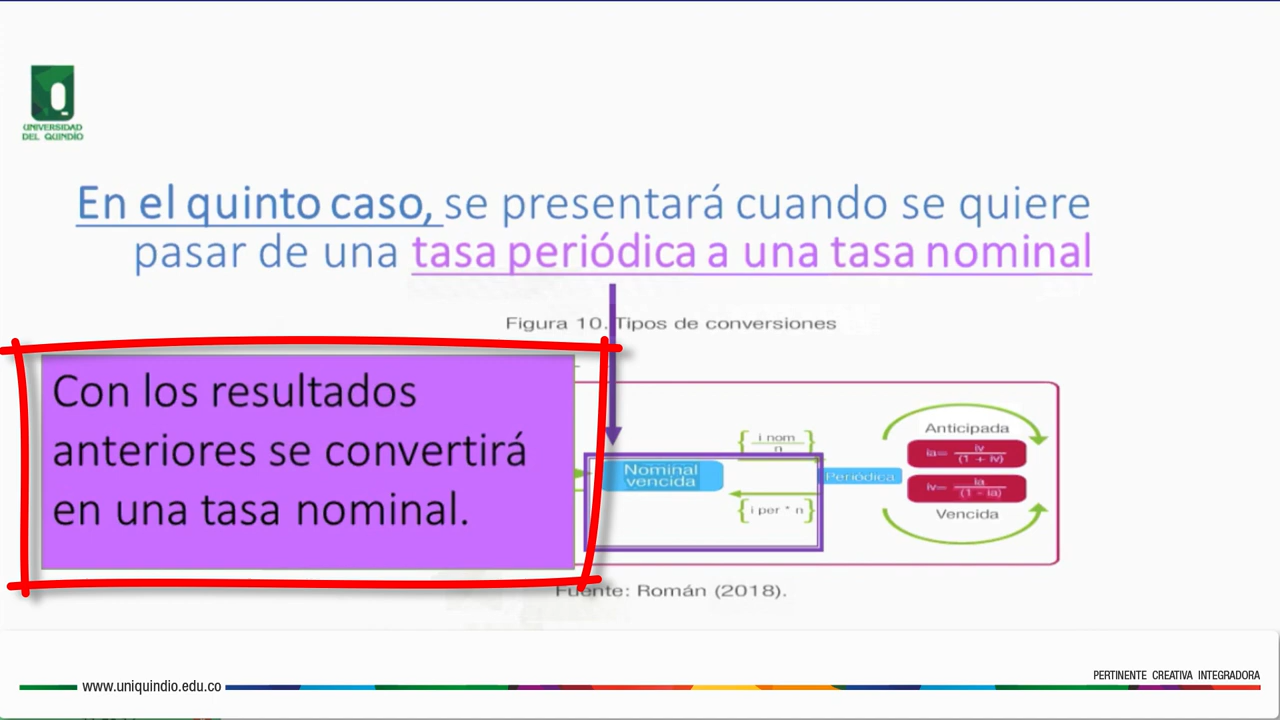 UNIVERSIDAD
DEL QUINDÍO
En el quinto caso, se presentará cuando se quiere
pasar de una tasa periódica a una tasa nominal
Figura 10. Tipos de conversiones
Con los resultados
anteriores se convertirá
en una tasa nominal.
Nominal
vencida
{ i nom }
n
{ i per * n }
Periódica
Anticipada
ia= iv
(1 + iv)
iv= ia
(1 - ia)
Vencida
Fuente: Román (2018).
www.uniquindio.edu.co
PERTINENTE CREATIVA INTEGRADORA